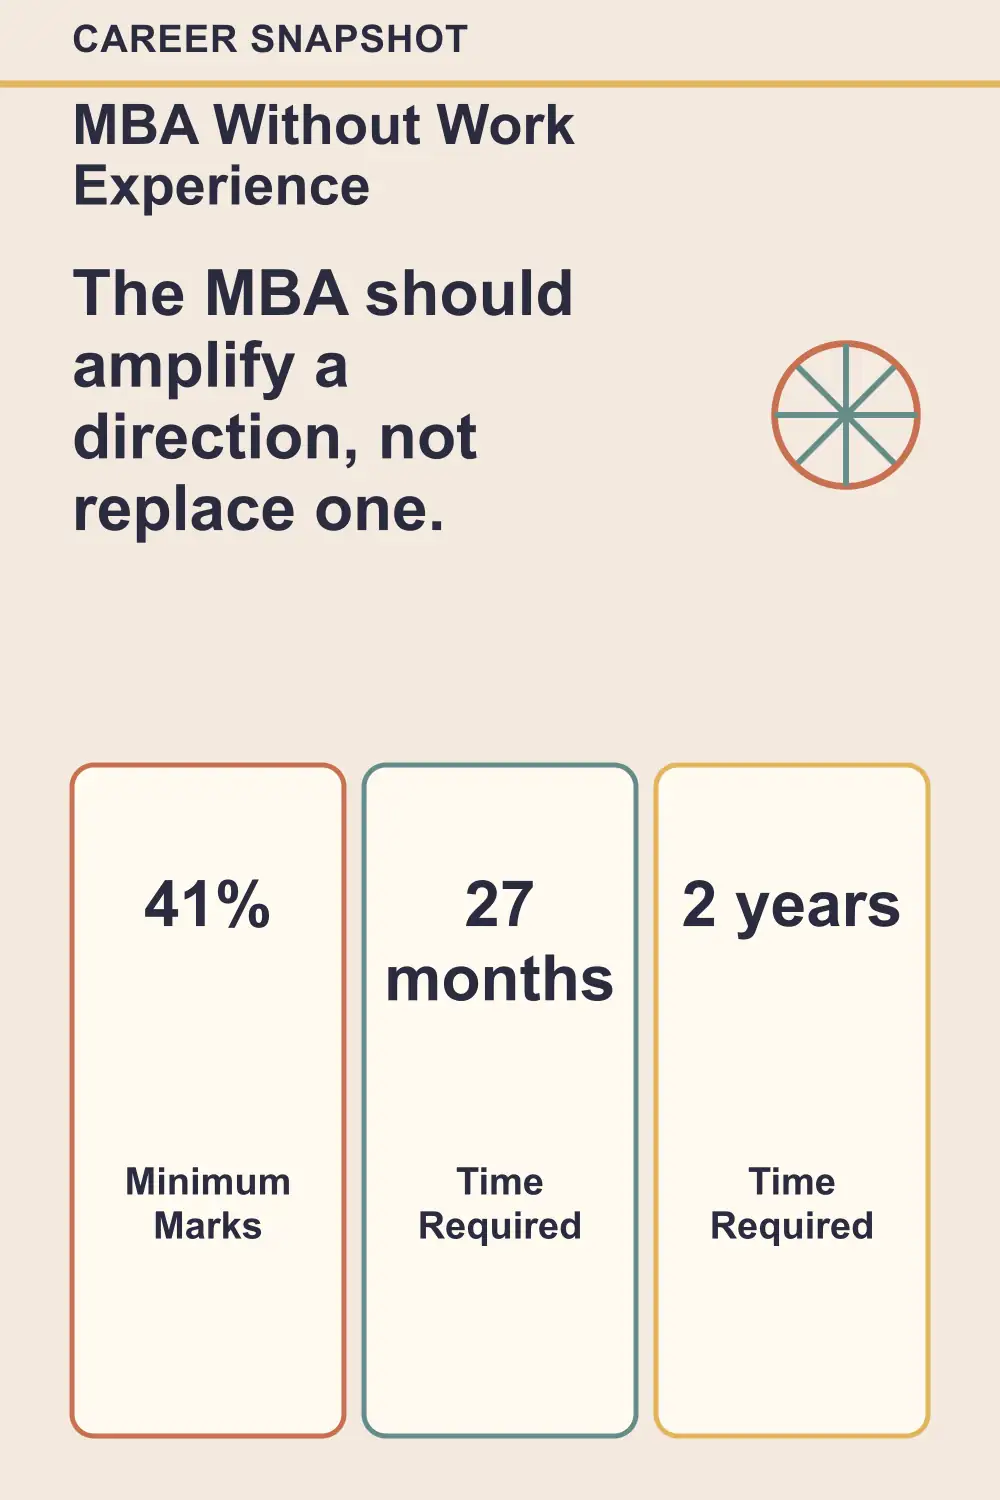 CAREER SNAPSHOT
MBA Without Work
Experience
The MBA should
amplify a
direction, not
replace one.
41%
Minimum
Marks
27
months
Time
Required
2 years
Time
Required